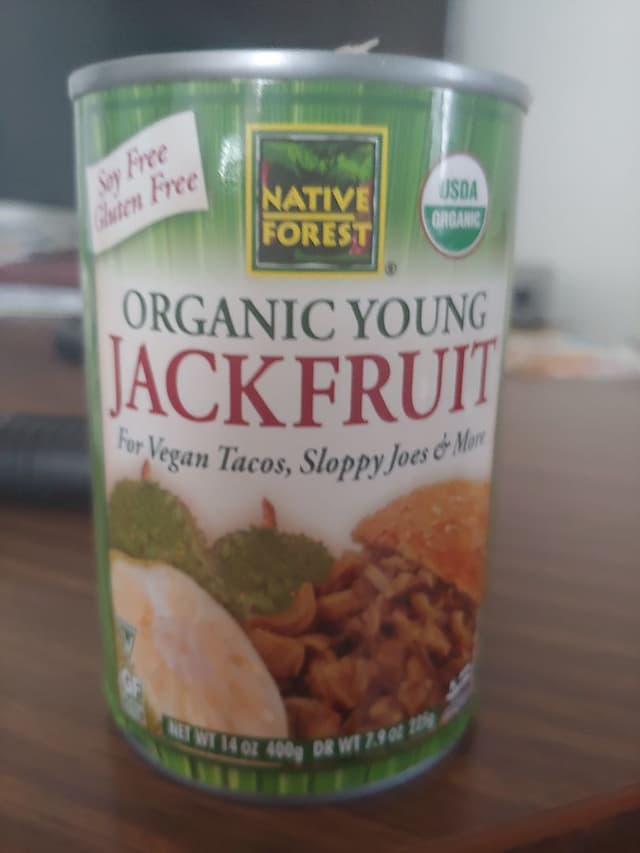 Soy Free
Gluten Free
NATIVE
FOREST
®
USDA
ORGANIC
ORGANIC YOUNG
JACKFRUIT
For Vegan Tacos, Sloppy Joes & More
V
GF
NET WT 14 OZ 400g DR WT 7.9 OZ 225g